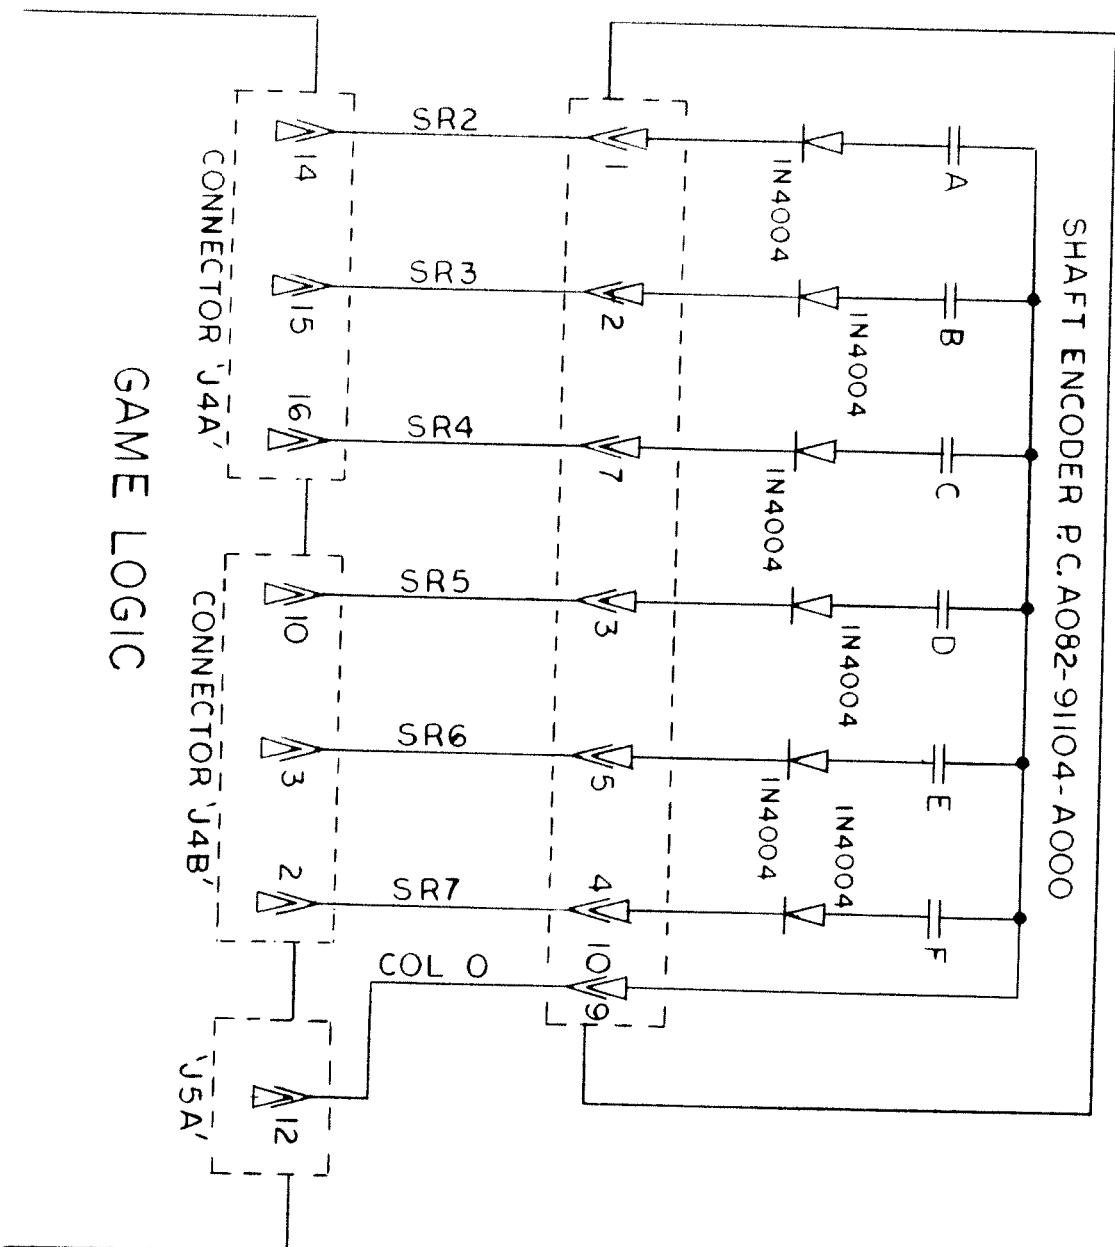 SHAFT ENCODER P.C. A082-91104-A000
A
B
C
D
E
F
1N4004
1N4004
1N4004
1N4004
1N4004
1N4004
1
2
7
3
5
4
10
9
SR2
SR3
SR4
SR5
SR6
SR7
COL 0
14
15
16
10
3
2
12
CONNECTOR 'J4A'
CONNECTOR 'J4B'
'J5A'
GAME LOGIC